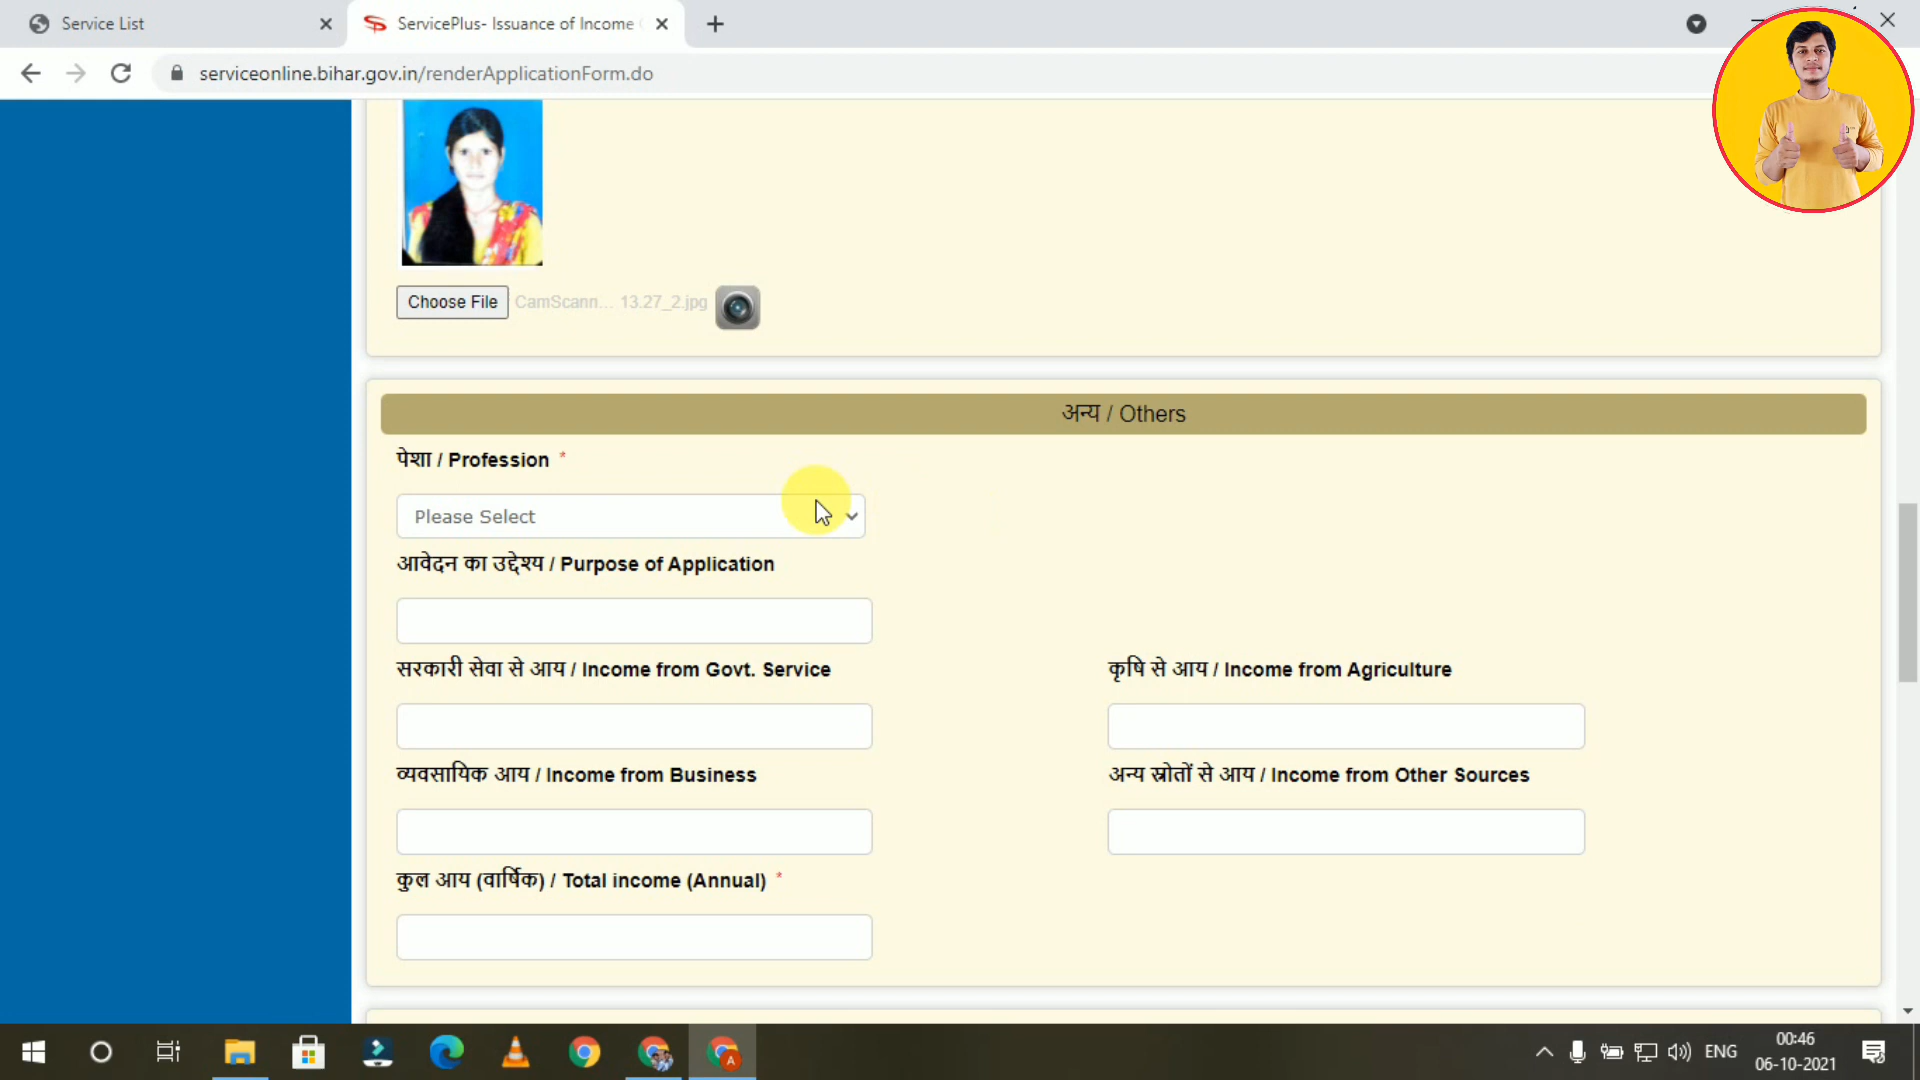 Service List
ServicePlus- Issuance of Income
serviceonline.bihar.gov.in/renderApplicationForm.do
Choose File CamScann... 13.27_2.jpg
अन्य / Others
पेशा / Profession *
Please Select
आवेदन का उद्देश्य / Purpose of Application
सरकारी सेवा से आय / Income from Govt. Service
कृषि से आय / Income from Agriculture
व्यवसायिक आय / Income from Business
अन्य स्रोतों से आय / Income from Other Sources
कुल आय (वार्षिक) / Total income (Annual) *
A
ENG
00:46
06-10-2021